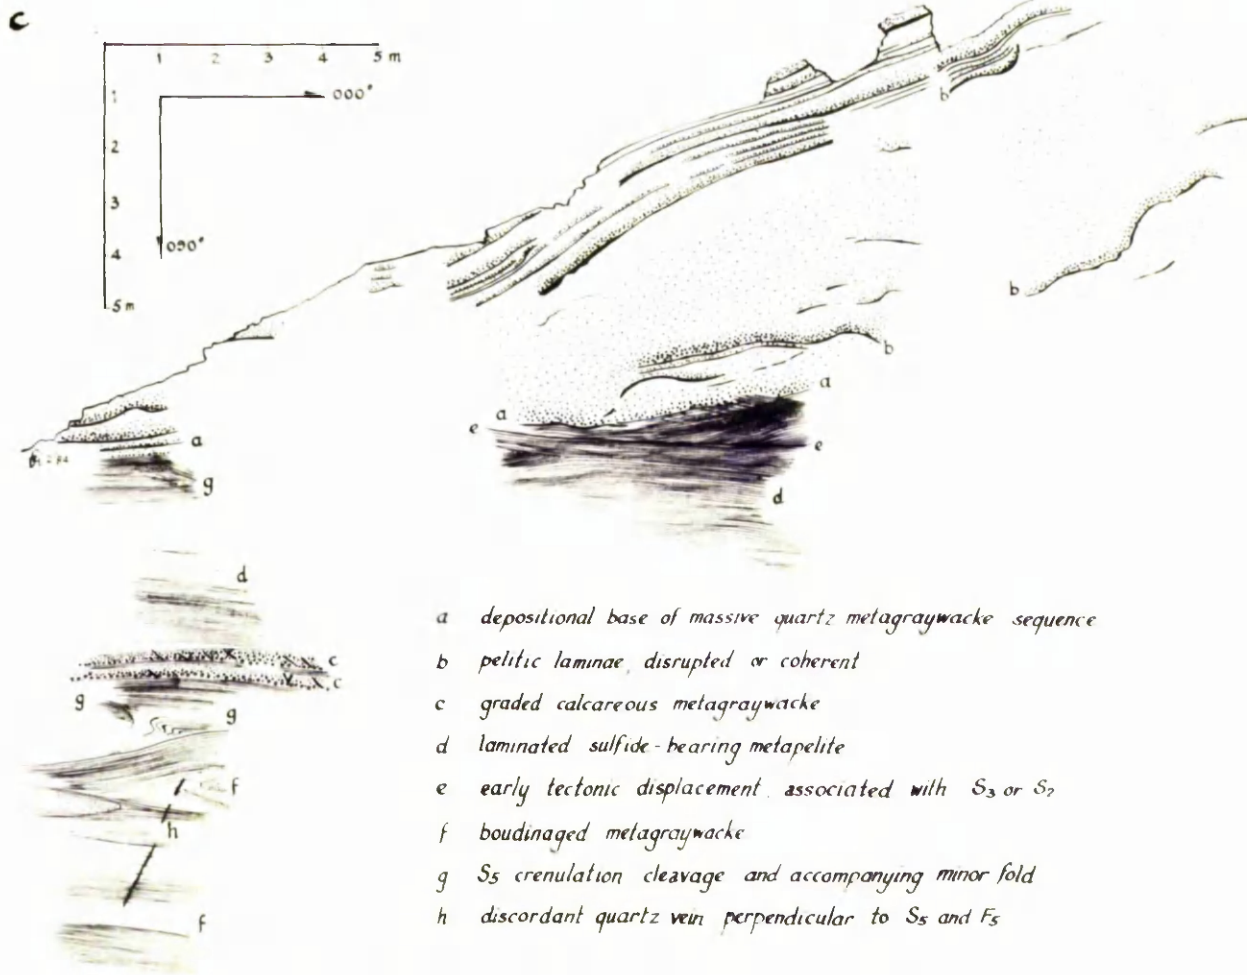 c
1 2 3 4 5 m
1
000°
2
3
090°
4
5 m
b
b
b
a
a
e
a
e
g
d
d
c
c
g
g
f
h
f
a depositional base of massive quartz metagraywacke sequence
b pelitic laminae, disrupted or coherent
c graded calcareous metagraywacke
d laminated sulfide-bearing metapelite
e early tectonic displacement associated with S₃ or S₂
f boudinaged metagraywacke
g S₅ crenulation cleavage and accompanying minor fold
h discordant quartz vein perpendicular to S₅ and F₅